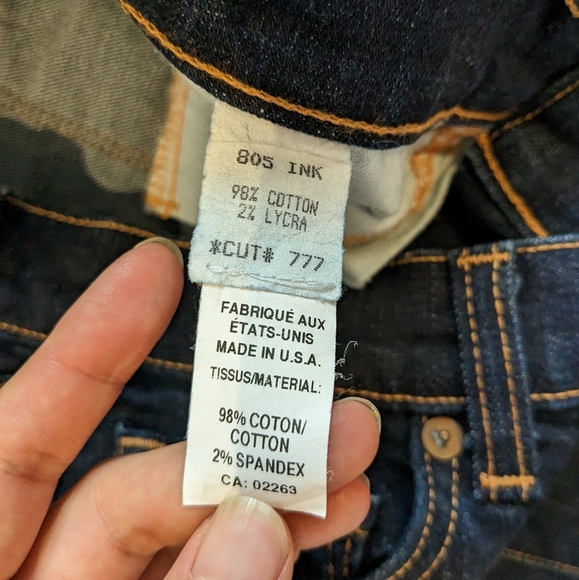 805 INK
98% COTTON
2% LYCRA
*CUT# 777
FABRIQUÉ AUX
ÉTATS-UNIS
MADE IN U.S.A.
TISSUS/MATERIAL:
98% COTON/
COTTON
2% SPANDEX
CA: 02263